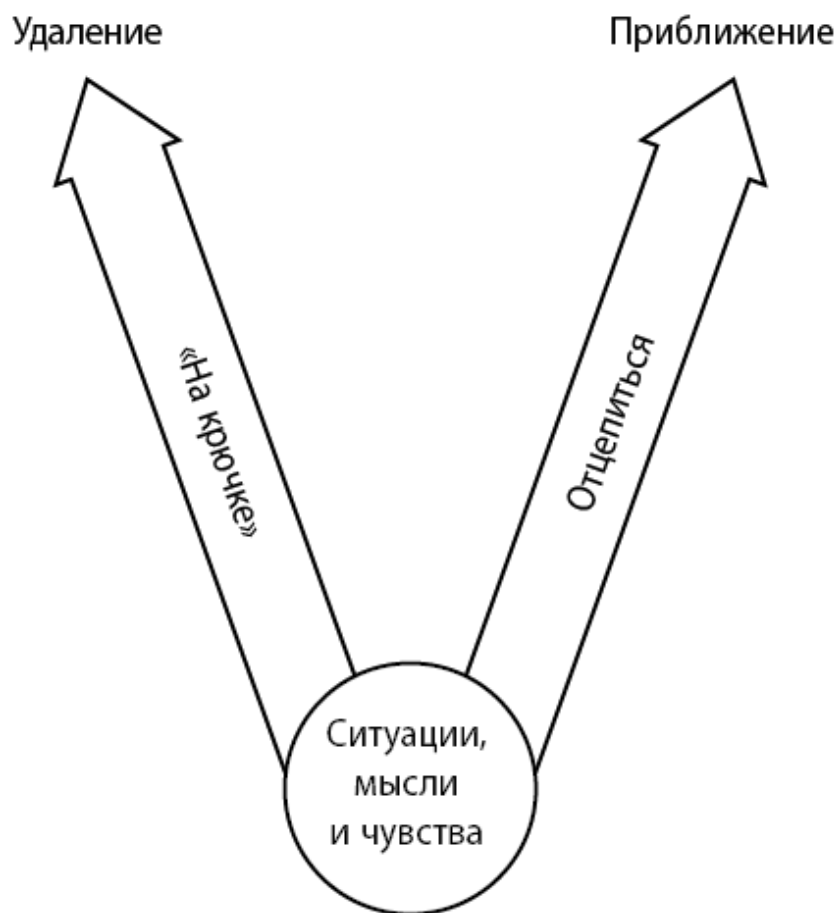 Удаление
Приближение
«На крючке»
Отцепиться
Ситуации,
мысли
и чувства